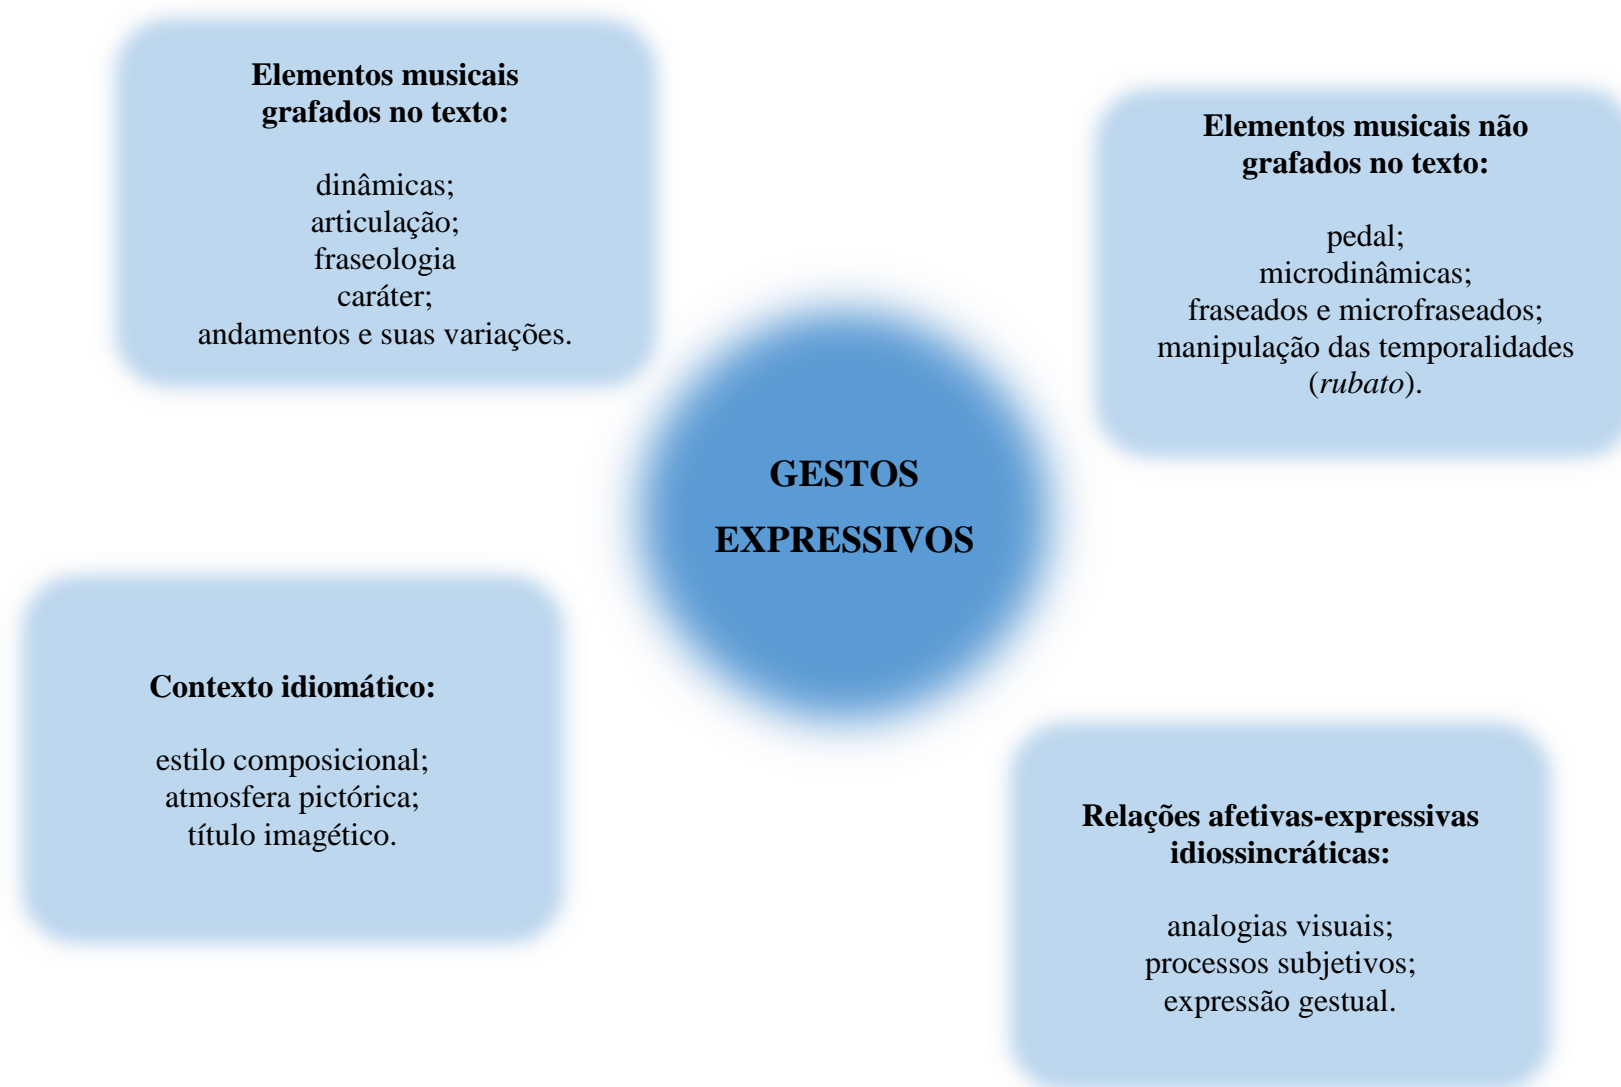 Elementos musicais
grafados no texto:
dinâmicas;
articulação;
fraseologia
caráter;
andamentos e suas variações.
Elementos musicais não
grafados no texto:
pedal;
microdinâmicas;
fraseados e microfraseados;
manipulação das temporalidades
(rubato).
GESTOS
EXPRESSIVOS
Contexto idiomático:
estilo composicional;
atmosfera pictórica;
título imagético.
Relações afetivas-expressivas
idiossincráticas:
analogias visuais;
processos subjetivos;
expressão gestual.